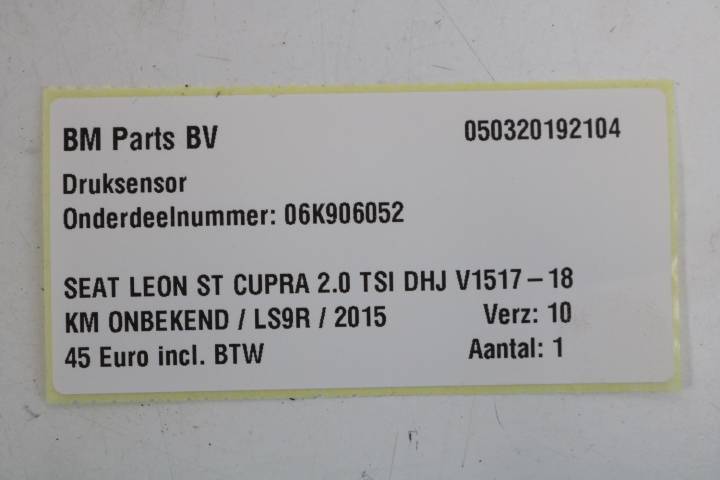 BM Parts BV 050320192104
Druksensor
Onderdeelnummer: 06K906052
SEAT LEON ST CUPRA 2.0 TSI DHJ V1517-18
KM ONBEKEND / LS9R / 2015 Verz: 10
45 Euro incl. BTW Aantal: 1